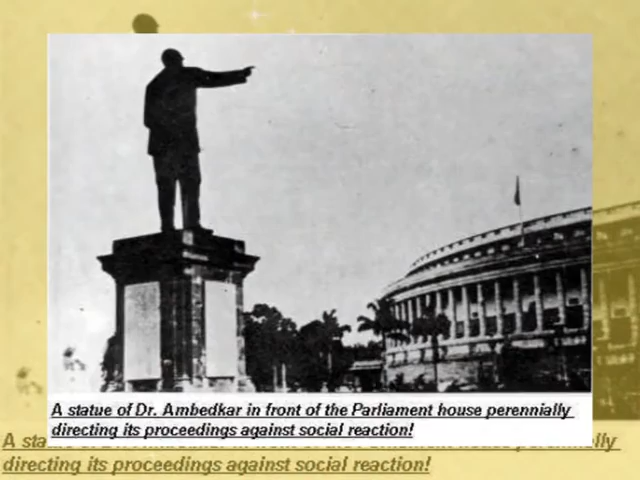 A statue of Dr. Ambedkar in front of the Parliament house perennially
directing its proceedings against social reaction!
directing its proceedings against social reaction!